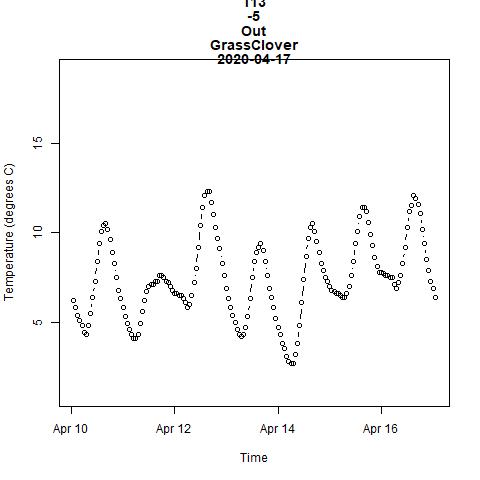 113
-5
Out
GrassClover
2020-04-17
Temperature (degrees C)
15
10
5
Apr 10
Apr 12
Apr 14
Apr 16
Time